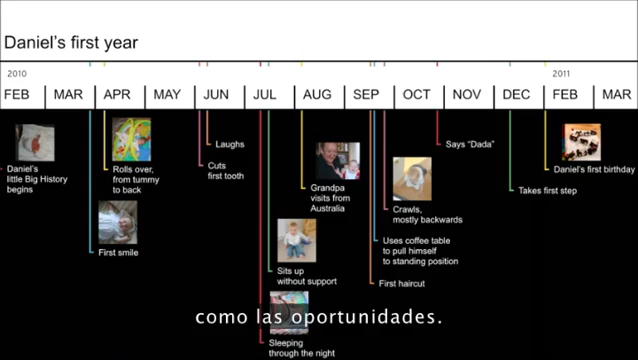 Daniel's first year
2010
2011
FEB
MAR
APR
MAY
JUN
JUL
AUG
SEP
OCT
NOV
DEC
FEB
MAR
Daniel's
little Big History
begins
Rolls over,
from tummy
to back
First smile
Laughs
Cuts
first tooth
Grandpa
visits from
Australia
Sits up
without support
Sleeping
through the night
Says "Dada"
Crawls,
mostly backwards
Uses coffee table
to pull himself
to standing position
First haircut
Takes first step
Daniel's first birthday
como las oportunidades.